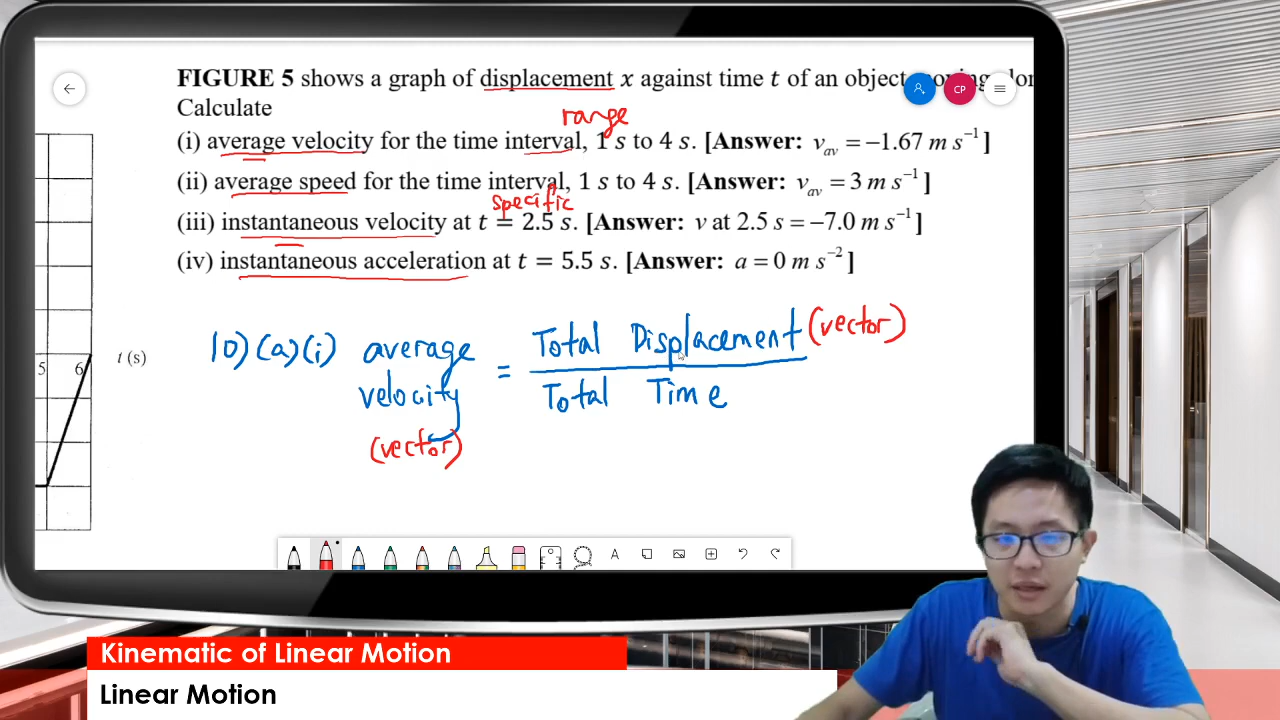 FIGURE 5 shows a graph of displacement x against time t of an object moving
Calculate
range
(i) average velocity for the time interval, 1 s to 4 s. [Answer: vav = −1.67 m s−1]
(ii) average speed for the time interval, 1 s to 4 s. [Answer: vav = 3 m s−1]
specific
(iii) instantaneous velocity at t = 2.5 s. [Answer: v at 2.5 s = −7.0 m s−1]
(iv) instantaneous acceleration at t = 5.5 s. [Answer: a = 0 m s−2]
CP
5 6 t (s)
10) (a) (i) average velocity = Total Displacement (vector)
Total Time
(vector)
A
Kinematic of Linear Motion
Linear Motion